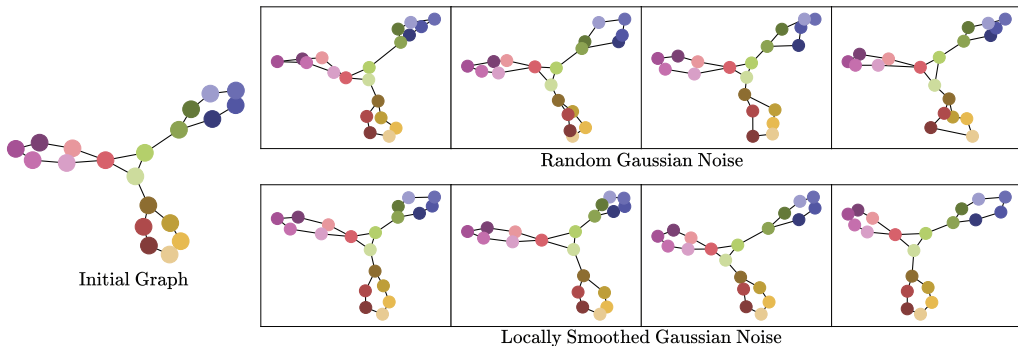 Random Gaussian Noise
Initial Graph
Locally Smoothed Gaussian Noise